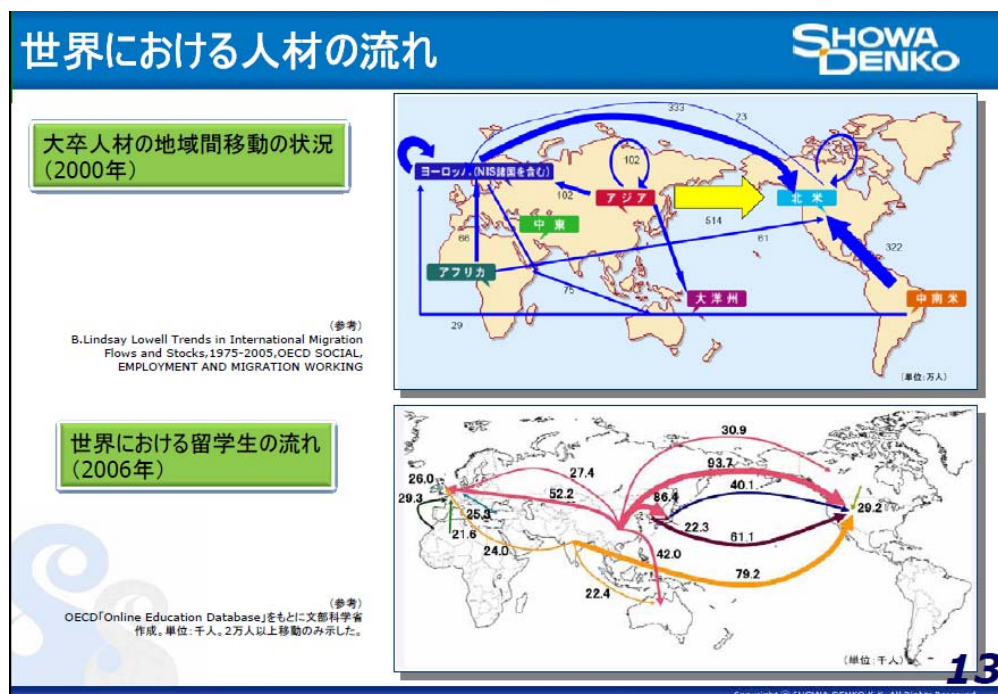 世界における人材の流れ
SHOWA
DENKO
大卒人材の地域間移動の状況
(2000年)
333
23
102
ヨーロッパ(NIS諸国を含む)
102
アジア
北米
中東
514
66
61
アフリカ
322
75
大洋州
中南米
29
(単位:万人)
(参考)
B.Lindsay Lowell Trends in International Migration
Flows and Stocks,1975-2005,OECD SOCIAL,
EMPLOYMENT AND MIGRATION WORKING
世界における留学生の流れ
(2006年)
30.9
93.7
27.4
26.0
40.1
52.2
86.4
29.3
29.2
25.3
22.3
21.6
61.1
24.0
42.0
79.2
22.4
(単位:千人)
(参考)
OECD「Online Education Database」をもとに文部科学省
作成。単位:千人。2万人以上移動のみ示した。
13
Copyright © SHOWA DENKO K.K. All Rights Reserved